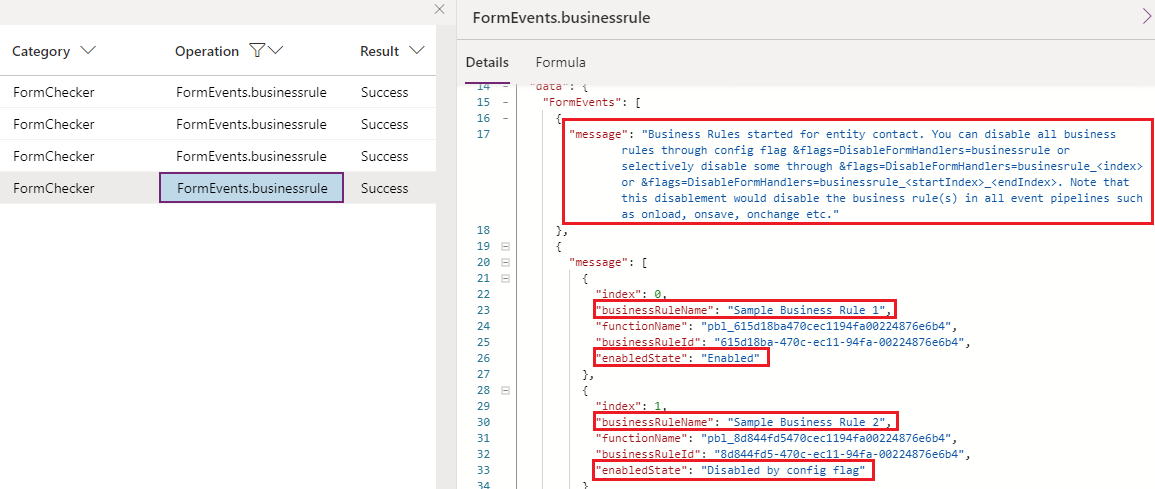 Category Operation Result
FormChecker FormEvents.businessrule Success
FormChecker FormEvents.businessrule Success
FormChecker FormEvents.businessrule Success
FormChecker FormEvents.businessrule Success
FormEvents.businessrule
Details Formula
14 "data": {
15 "FormEvents": [
16 {
17 "message": "Business Rules started for entity contact. You can disable all business
rules through config flag &flags=DisableFormHandlers=businessrule or
selectively disable some through &flags=DisableFormHandlers=businesrule_<index>
or &flags=DisableFormHandlers=businessrule_<startIndex>_<endIndex>. Note that
this disablement would disable the business rule(s) in all event pipelines such
as onload, onsave, onchange etc."
18 },
19 {
20 "message": [
21 {
22 "index": 0,
23 "businessRuleName": "Sample Business Rule 1",
24 "functionName": "pbl_615d18ba470cec1194fa00224876e6b4",
25 "businessRuleId": "615d18ba-470c-ec11-94fa-00224876e6b4",
26 "enabledState": "Enabled"
27 },
28 {
29 "index": 1,
30 "businessRuleName": "Sample Business Rule 2",
31 "functionName": "pbl_8d844fd5470cec1194fa00224876e6b4",
32 "businessRuleId": "8d844fd5-470c-ec11-94fa-00224876e6b4",
33 "enabledState": "Disabled by config flag"
34 }